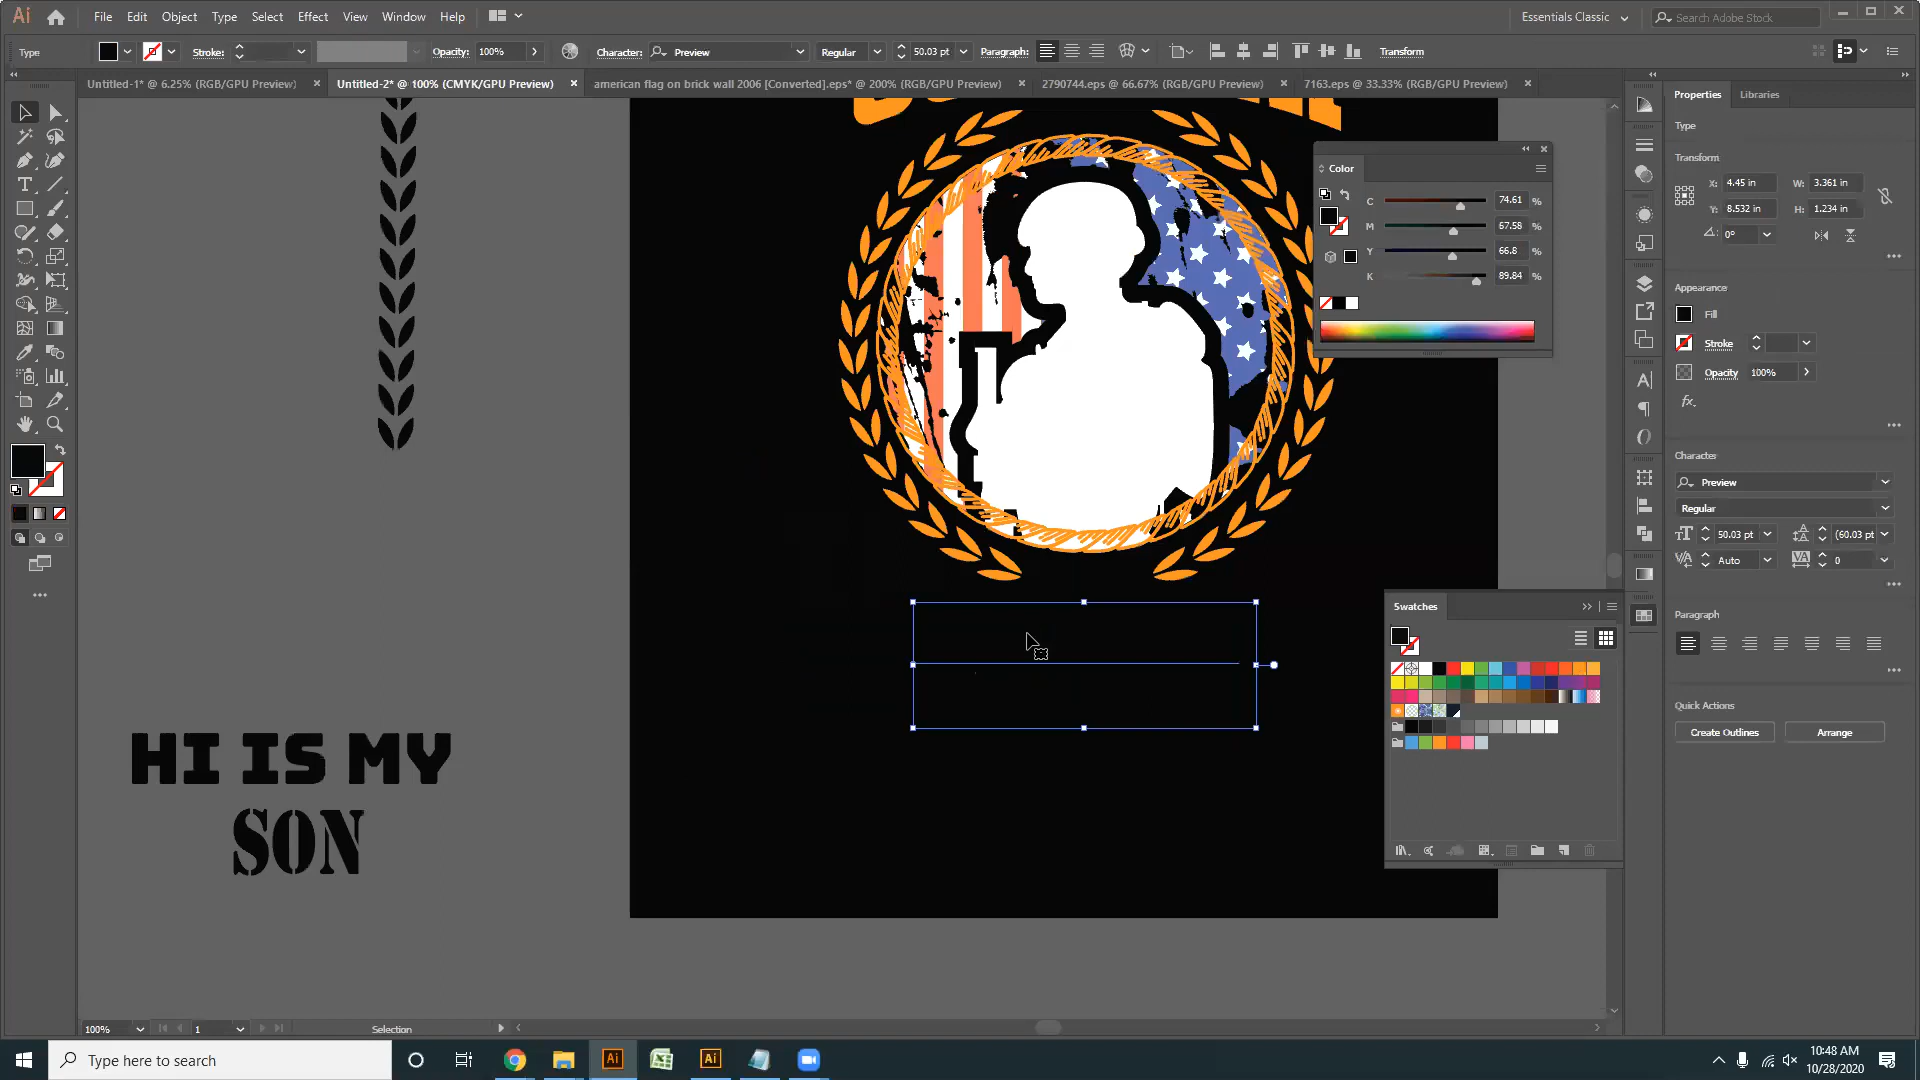 Ai File Edit Object Type Select Effect View Window Help Essentials Classic Search Adobe Stock
Type Stroke: Opacity: 100% Character: Preview Regular 50.03 pt Paragraph: Transform
Untitled-1* @ 6.25% (RGB/GPU Preview) Untitled-2* @ 100% (CMYK/GPU Preview) american flag on brick wall 2006 [Converted].eps* @ 200% (RGB/GPU Preview) 2790744.eps @ 66.67% (RGB/GPU Preview) 7163.eps @ 33.33% (RGB/GPU Preview)
Properties Libraries
Type
Transform
X: 4.45 in W: 3.361 in
Y: 8.532 in H: 1.234 in
0°
Appearance
Fill
Stroke
Opacity 100%
fx.
Character
Preview
Regular
50.03 pt (60.03 pt
Auto 0
Paragraph
Quick Actions
Create Outlines Arrange
Color
C 74.61 %
M 67.58 %
Y 66.8 %
K 89.84 %
Swatches
HI IS MY
SON
100% 1 Selection
Type here to search
10:48 AM
10/28/2020